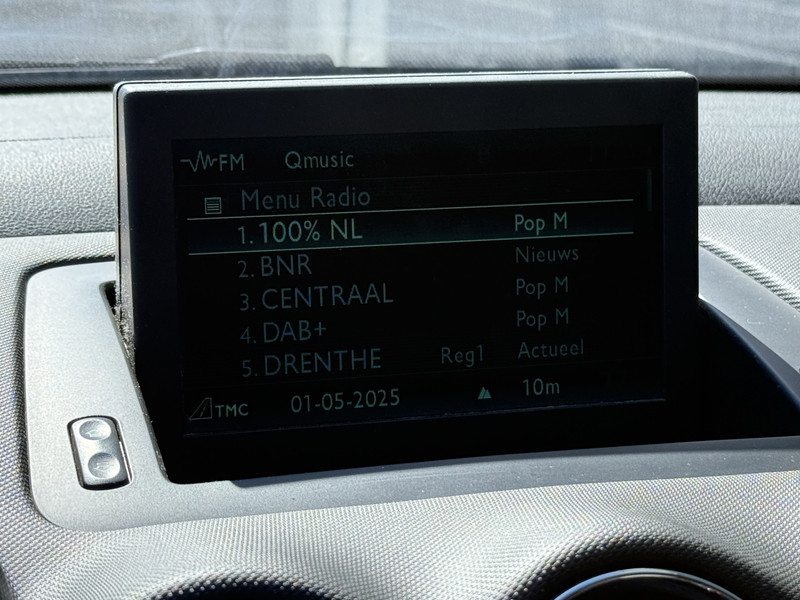 FM Qmusic
Menu Radio
1. 100% NL Pop M
2. BNR Nieuws
3. CENTRAAL Pop M
4. DAB+ Pop M
5. DRENTHE Reg1 Actueel
TMC 01-05-2025 10m